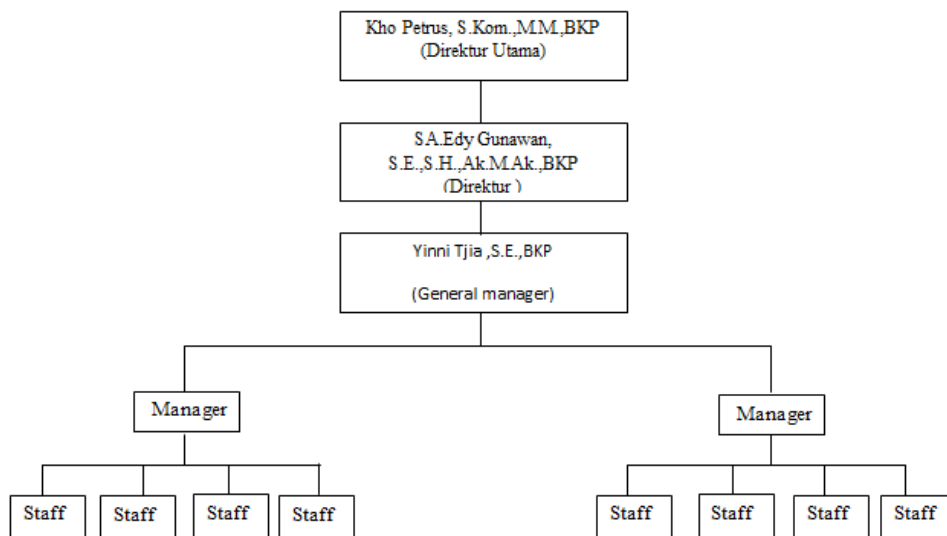 Kho Petrus, S.Kom.,M.M.,BKP
(Direktur Utama)
SA.Edy Gunawan,
S.E.,S.H.,Ak.M.Ak.,BKP
(Direktur )
Yinni Tjia ,S.E.,BKP
(General manager)
Manager
Manager
Staff
Staff
Staff
Staff
Staff
Staff
Staff
Staff